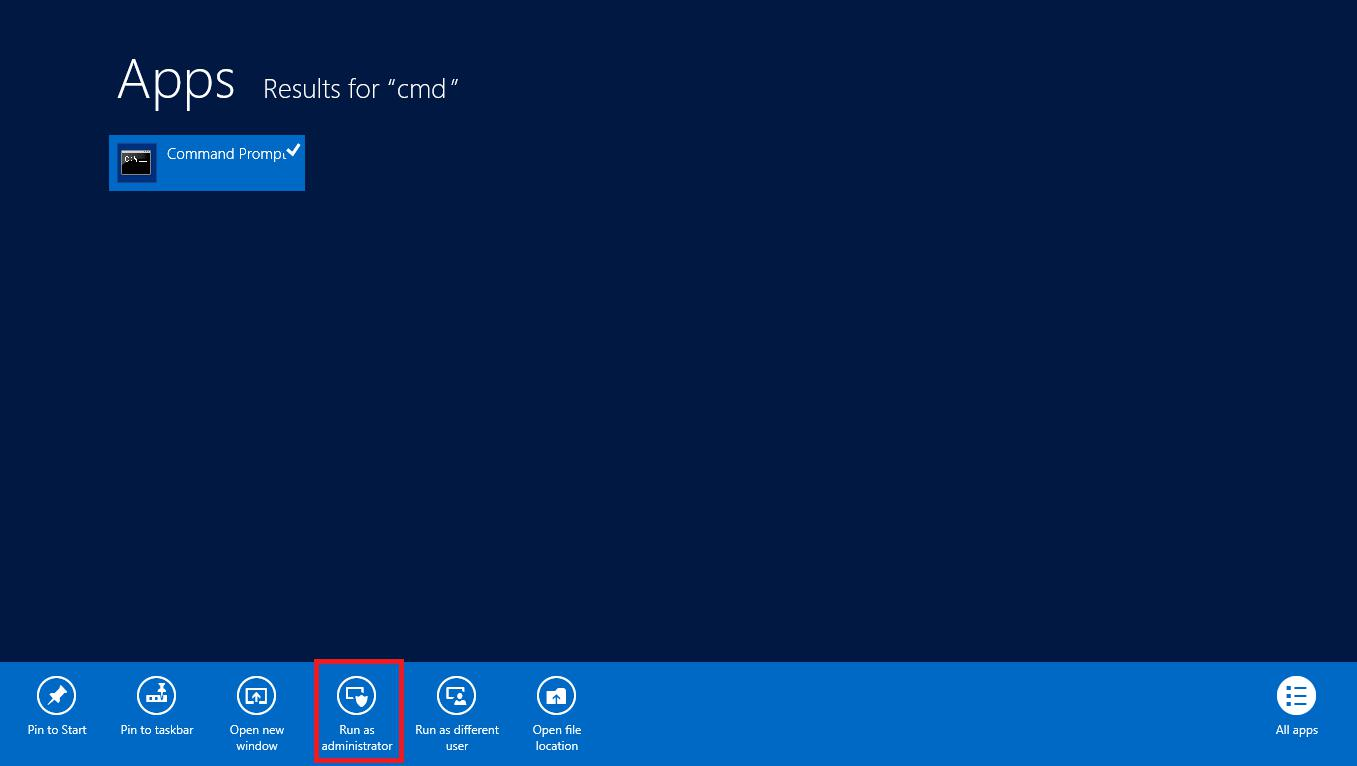 Apps Results for “cmd”
Command Prompt
C:\_
Pin to Start
Pin to taskbar
Open new
window
Run as
administrator
Run as different
user
Open file
location
All apps